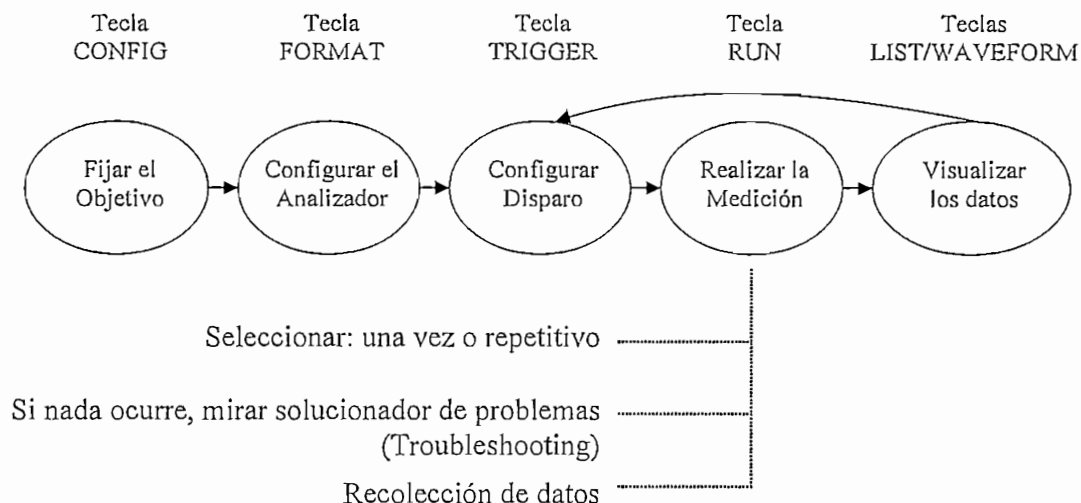 Tecla
CONFIG
Tecla
FORMAT
Tecla
TRIGGER
Tecla
RUN
Teclas
LIST/WAVEFORM
Fijar el
Objetivo
Configurar el
Analizador
Configurar
Disparo
Realizar la
Medición
Visualizar
los datos
Seleccionar: una vez o repetitivo
Si nada ocurre, mirar solucionador de problemas
(Troubleshooting)
Recolección de datos